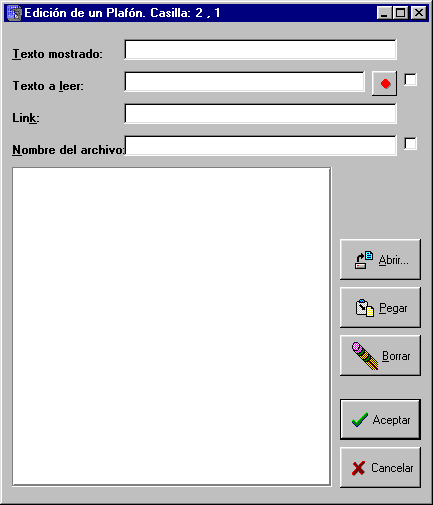 Edición de un Plafón. Casilla: 2 , 1
Texto mostrado:
Texto a leer:
Link:
Nombre del archivo:
Abrir...
Pegar
Borrar
Aceptar
Cancelar